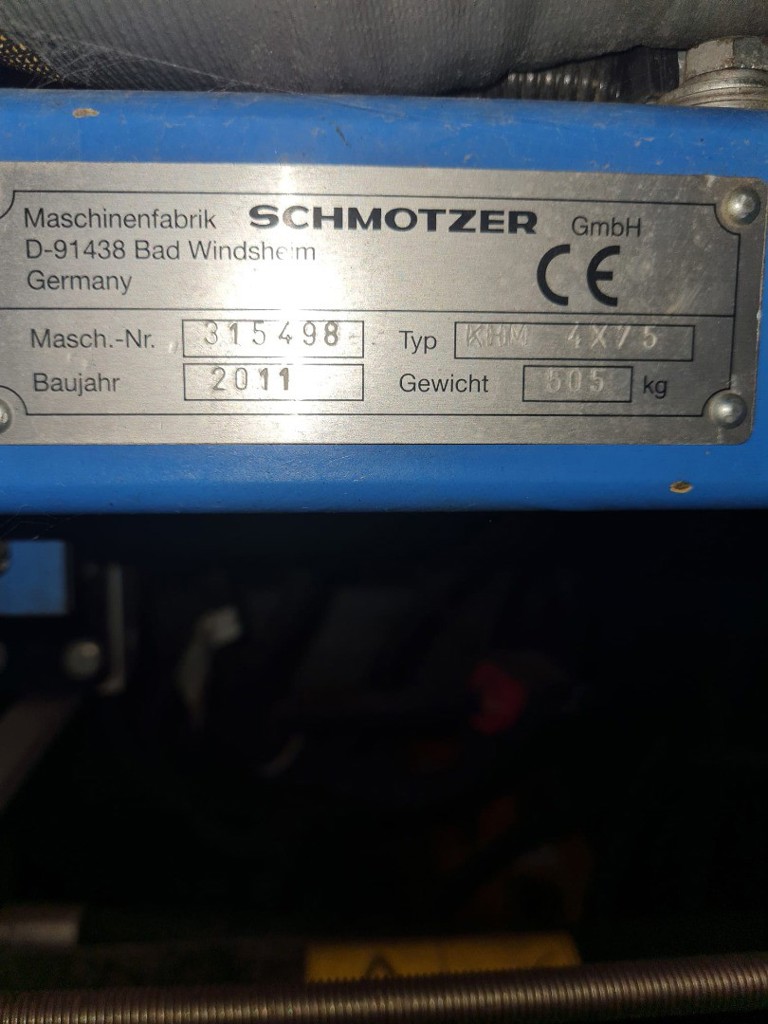 Maschinenfabrik SCHMOTZER GmbH
D-91438 Bad Windsheim
Germany
CE
Masch.-Nr. 315498 Typ KHM 4X75
Baujahr 2011 Gewicht 605 kg